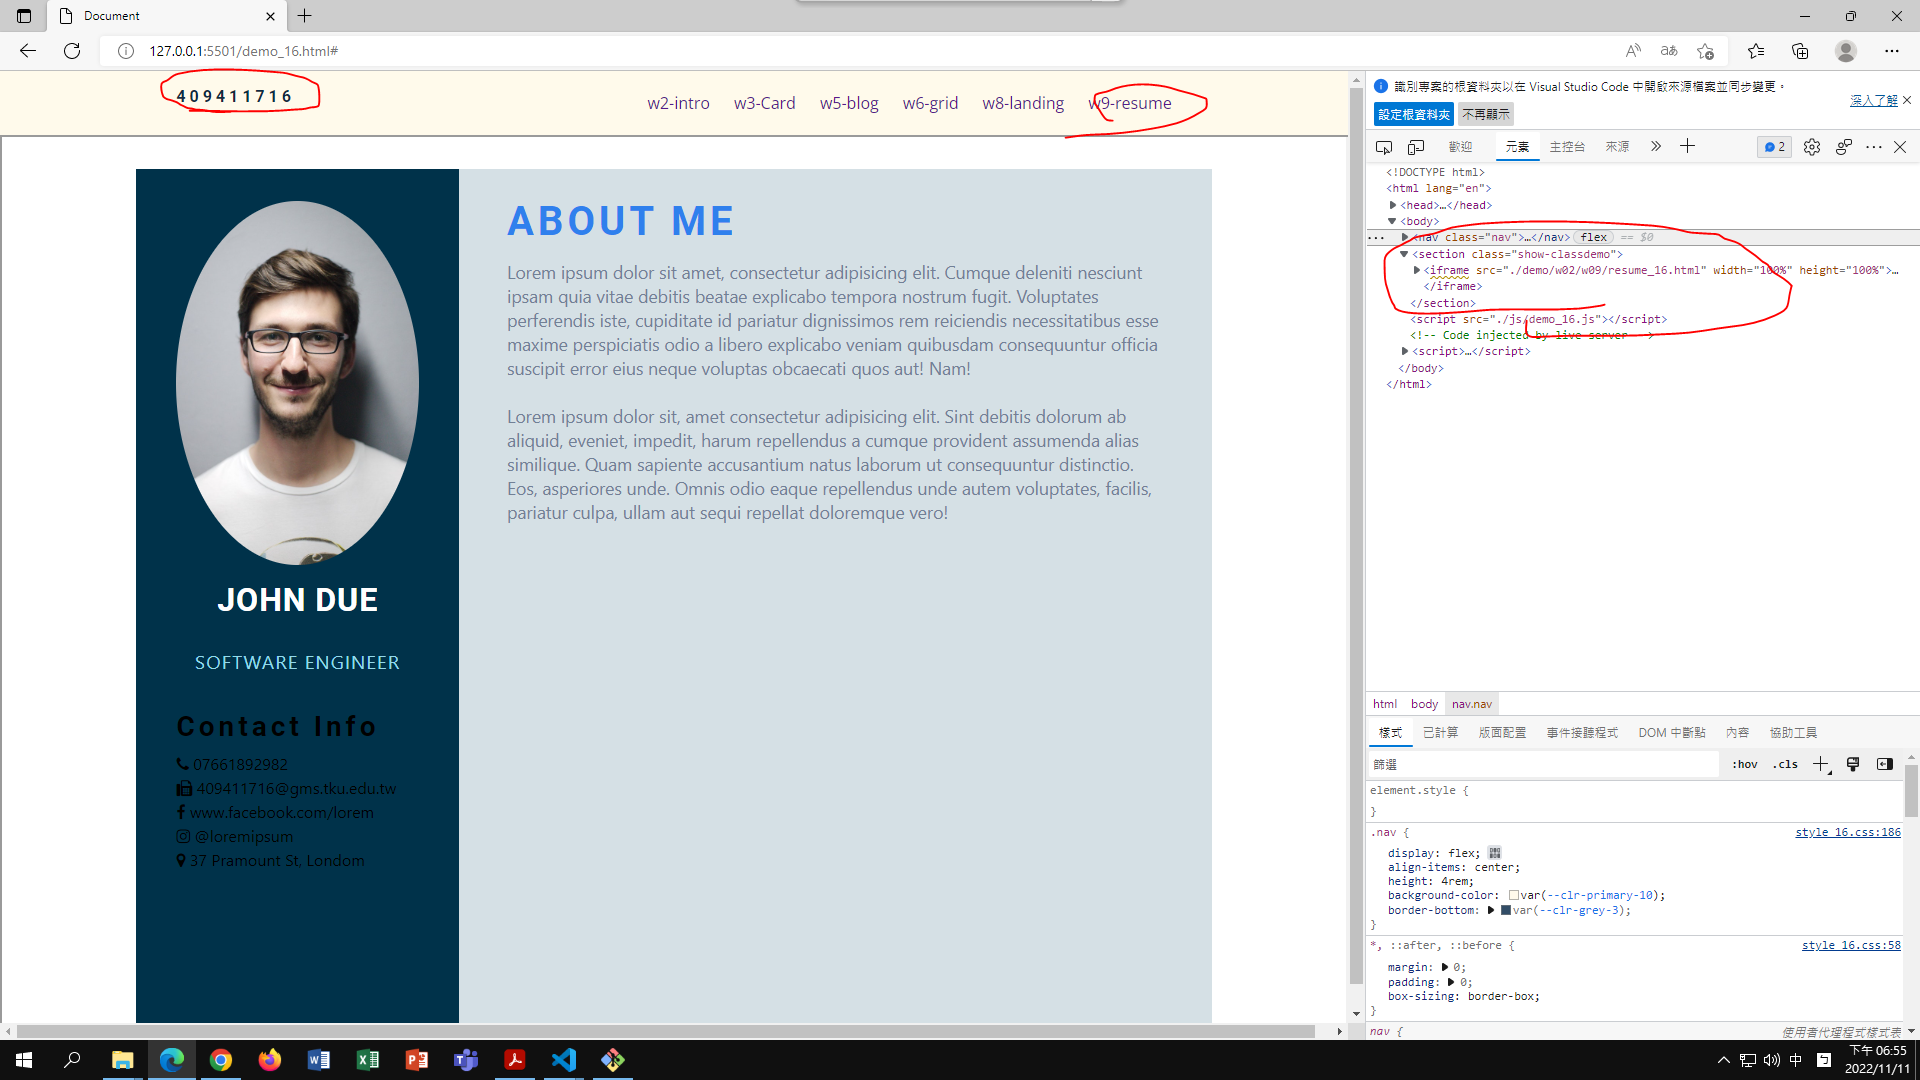 Document
127.0.0.1:5501/demo_16.html#
409411716
w2-intro w3-Card w5-blog w6-grid w8-landing w9-resume
ABOUT ME
Lorem ipsum dolor sit amet, consectetur adipisicing elit. Cumque deleniti nesciunt
ipsam quia vitae debitis beatae explicabo tempora nostrum fugit. Voluptates
perferendis iste, cupiditate id pariatur dignissimos rem reiciendis necessitatibus esse
maxime perspiciatis odio a libero explicabo veniam quibusdam consequuntur officia
suscipit error eius neque voluptas obcaecati quos aut! Nam!
Lorem ipsum dolor sit, amet consectetur adipisicing elit. Sint debitis dolorum ab
aliquid, eveniet, impedit, harum repellendus a cumque provident assumenda alias
similique. Quam sapiente accusantium natus laborum ut consequuntur distinctio.
Eos, asperiores unde. Omnis odio eaque repellendus unde autem voluptates, facilis,
pariatur culpa, ullam aut sequi repellat doloremque vero!
JOHN DUE
SOFTWARE ENGINEER
Contact Info
07661892982
409411716@gms.tku.edu.tw
www.facebook.com/lorem
@loremipsum
37 Pramount St, Londom
識別專案的根資料夾以在 Visual Studio Code 中開啟來源檔案並同步變更。
深入了解
設定根資料夾 不再顯示
歡迎 元素 主控台 來源 2
<!DOCTYPE html>
<html lang="en">
<head>…</head>
<body>
<nav class="nav">…</nav> flex == $0
<section class="show-classdemo">
<iframe src="./demo/w02/w09/resume_16.html" width="100%" height="100%">…
</iframe>
</section>
<script src="./js/demo_16.js"></script>
<!-- Code injected by live-server -->
<script>…</script>
</body>
</html>
html body nav.nav
樣式 已計算 版面配置 事件接聽程式 DOM 中斷點 內容 協助工具
篩選 :hov .cls
element.style {
}
.nav { style_16.css:186
display: flex;
align-items: center;
height: 4rem;
background-color: var(--clr-primary-10);
border-bottom: var(--clr-grey-3);
}
*, ::after, ::before { style_16.css:58
margin: 0;
padding: 0;
box-sizing: border-box;
}
nav { 使用者代理程式樣式表
中
下午 06:55
2022/11/11